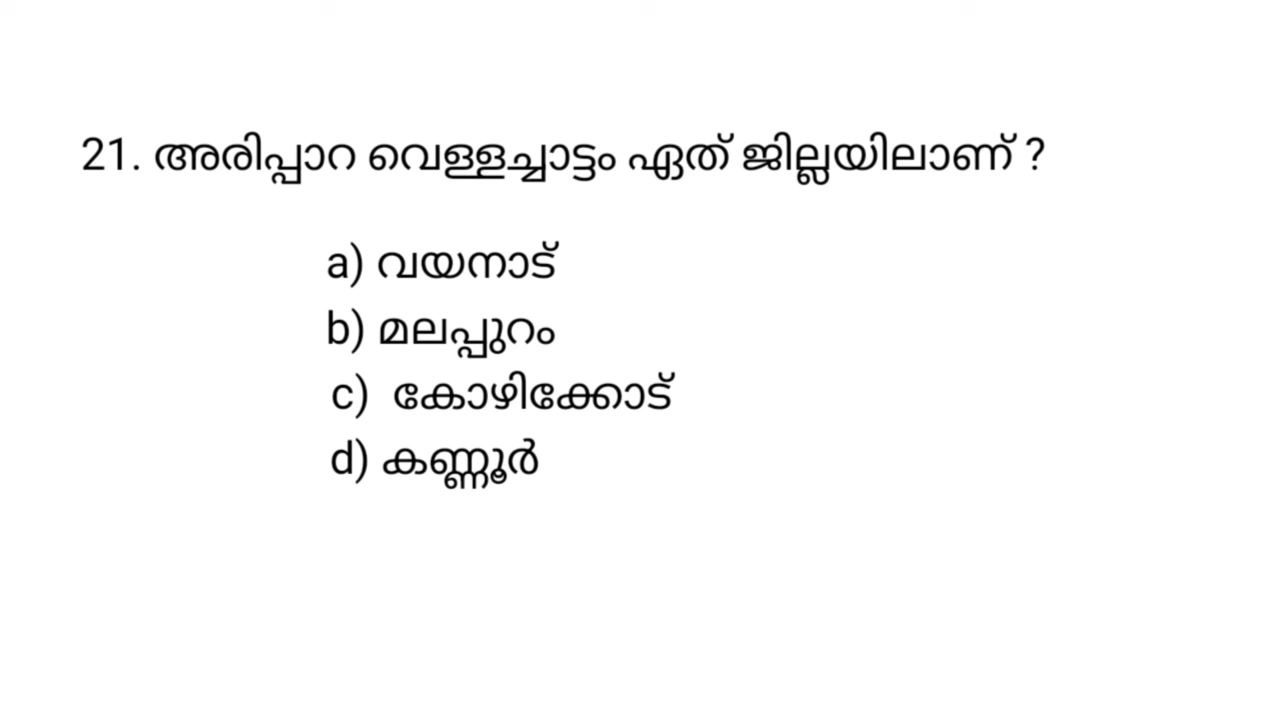 21. അരിപ്പാറ വെള്ളച്ചാട്ടം ഏത് ജില്ലയിലാണ് ?
a) വയനാട്
b) മലപ്പുറം
c) കോഴിക്കോട്
d) കണ്ണൂർ